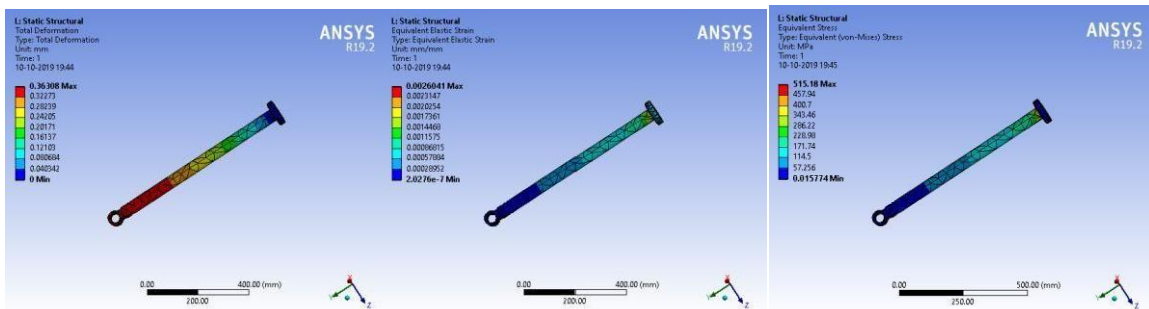 L: Static Structural
Total Deformation
Type: Total Deformation
Unit: mm
Time: 1
10-10-2019 19:44
0.36308 Max
0.32273
0.28239
0.24205
0.20171
0.16137
0.12103
0.080684
0.040342
0 Min
ANSYS
R19.2
0.00
400.00 (mm)
200.00
X
Y
Z
L: Static Structural
Equivalent Elastic Strain
Type: Equivalent Elastic Strain
Unit: mm/mm
Time: 1
10-10-2019 19:44
0.0026041 Max
0.0023147
0.0020254
0.0017361
0.0014468
0.0011575
0.00086815
0.00057884
0.00028952
2.0276e-7 Min
ANSYS
R19.2
0.00
400.00 (mm)
200.00
X
Y
Z
L: Static Structural
Equivalent Stress
Type: Equivalent (von-Mises) Stress
Unit: MPa
Time: 1
10-10-2019 19:45
515.18 Max
457.94
400.7
343.46
286.22
228.98
171.74
114.5
57.256
0.015774 Min
ANSYS
R19.2
0.00
500.00 (mm)
250.00
X
Y
Z